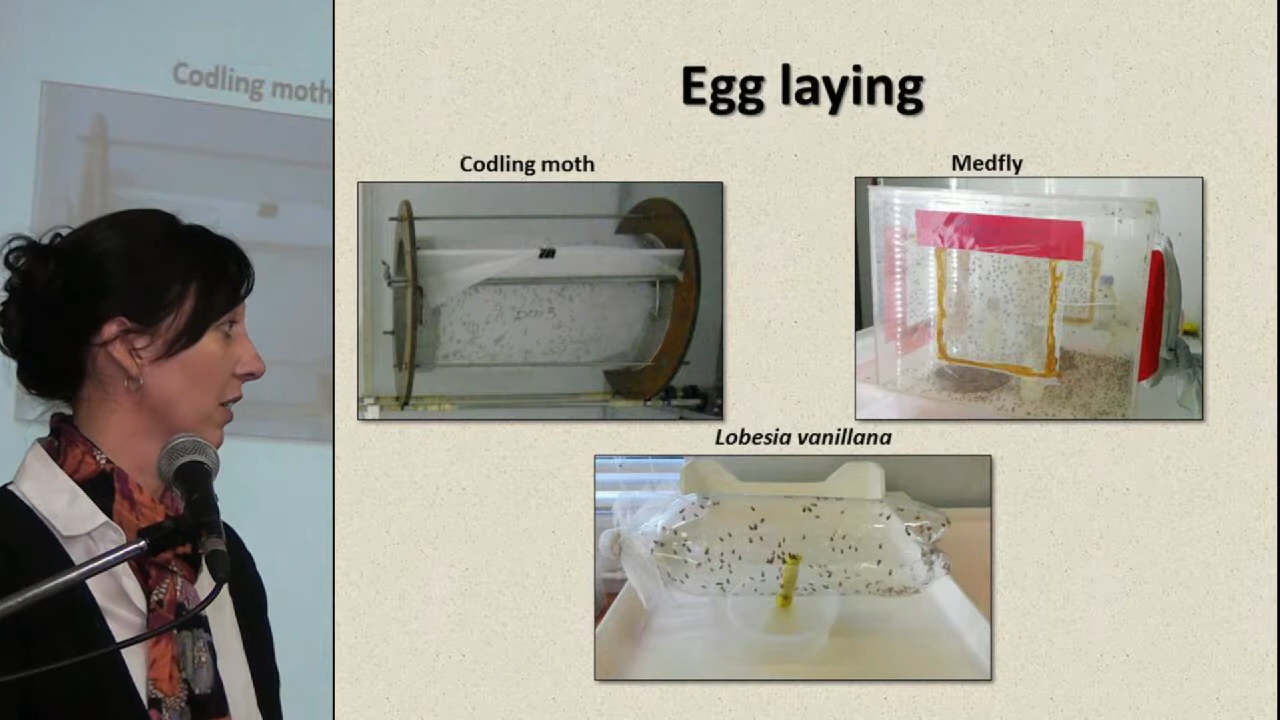 Codling moth
Egg laying
Codling moth
Medfly
Lobesia vanillana